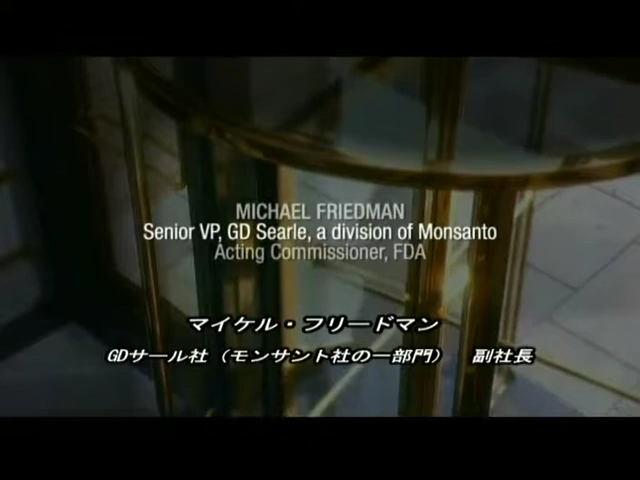 MICHAEL FRIEDMAN
Senior VP, GD Searle, a division of Monsanto
Acting Commissioner, FDA
マイケル・フリードマン
GDサール社（モンサント社の一部門）　副社長